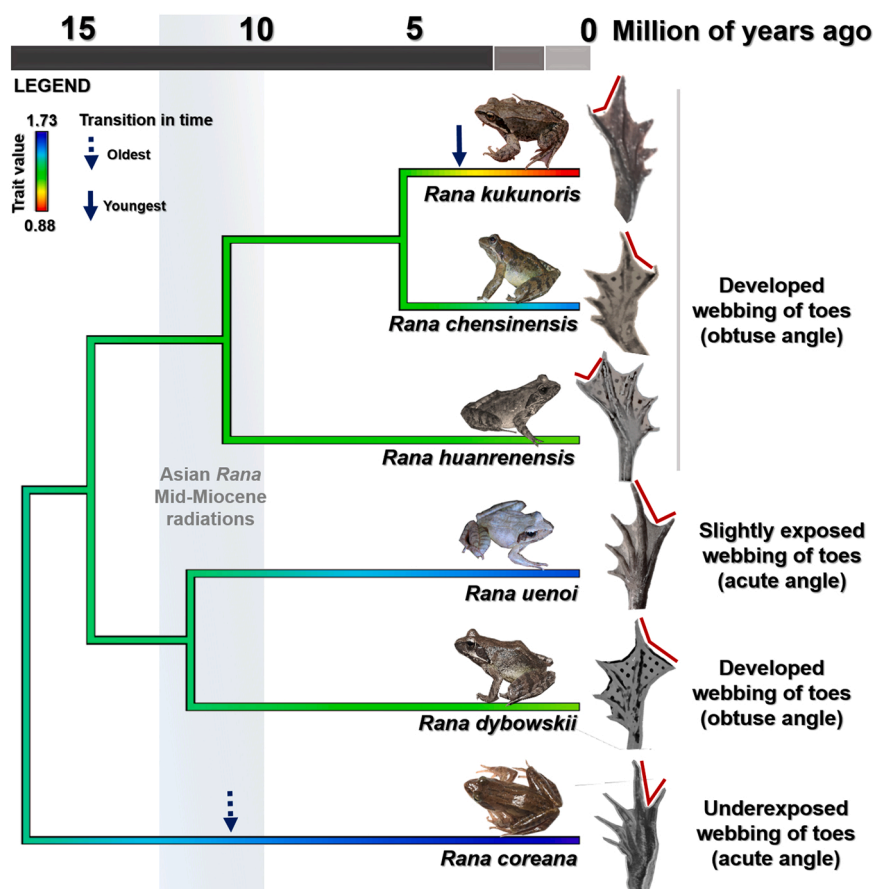 15 10 5 0 Million of years ago
LEGEND
1.73
Transition in time
Oldest
Youngest
Trait value
0.88
Rana kukunoris
Rana chensinensis
Developed
webbing of toes
(obtuse angle)
Rana huanrenensis
Asian Rana
Mid-Miocene
radiations
Slightly exposed
webbing of toes
(acute angle)
Rana uenoi
Developed
webbing of toes
(obtuse angle)
Rana dybowskii
Underexposed
webbing of toes
(acute angle)
Rana coreana